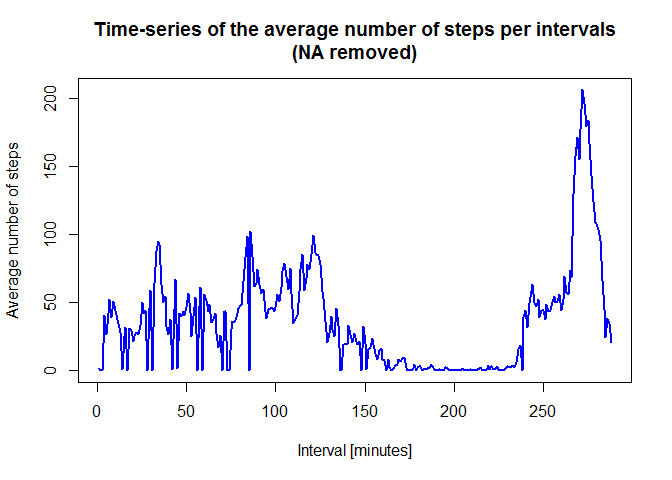 Time-series of the average number of steps per intervals
(NA removed)
Average number of steps
200
150
100
50
0
0 50 100 150 200 250
Interval [minutes]